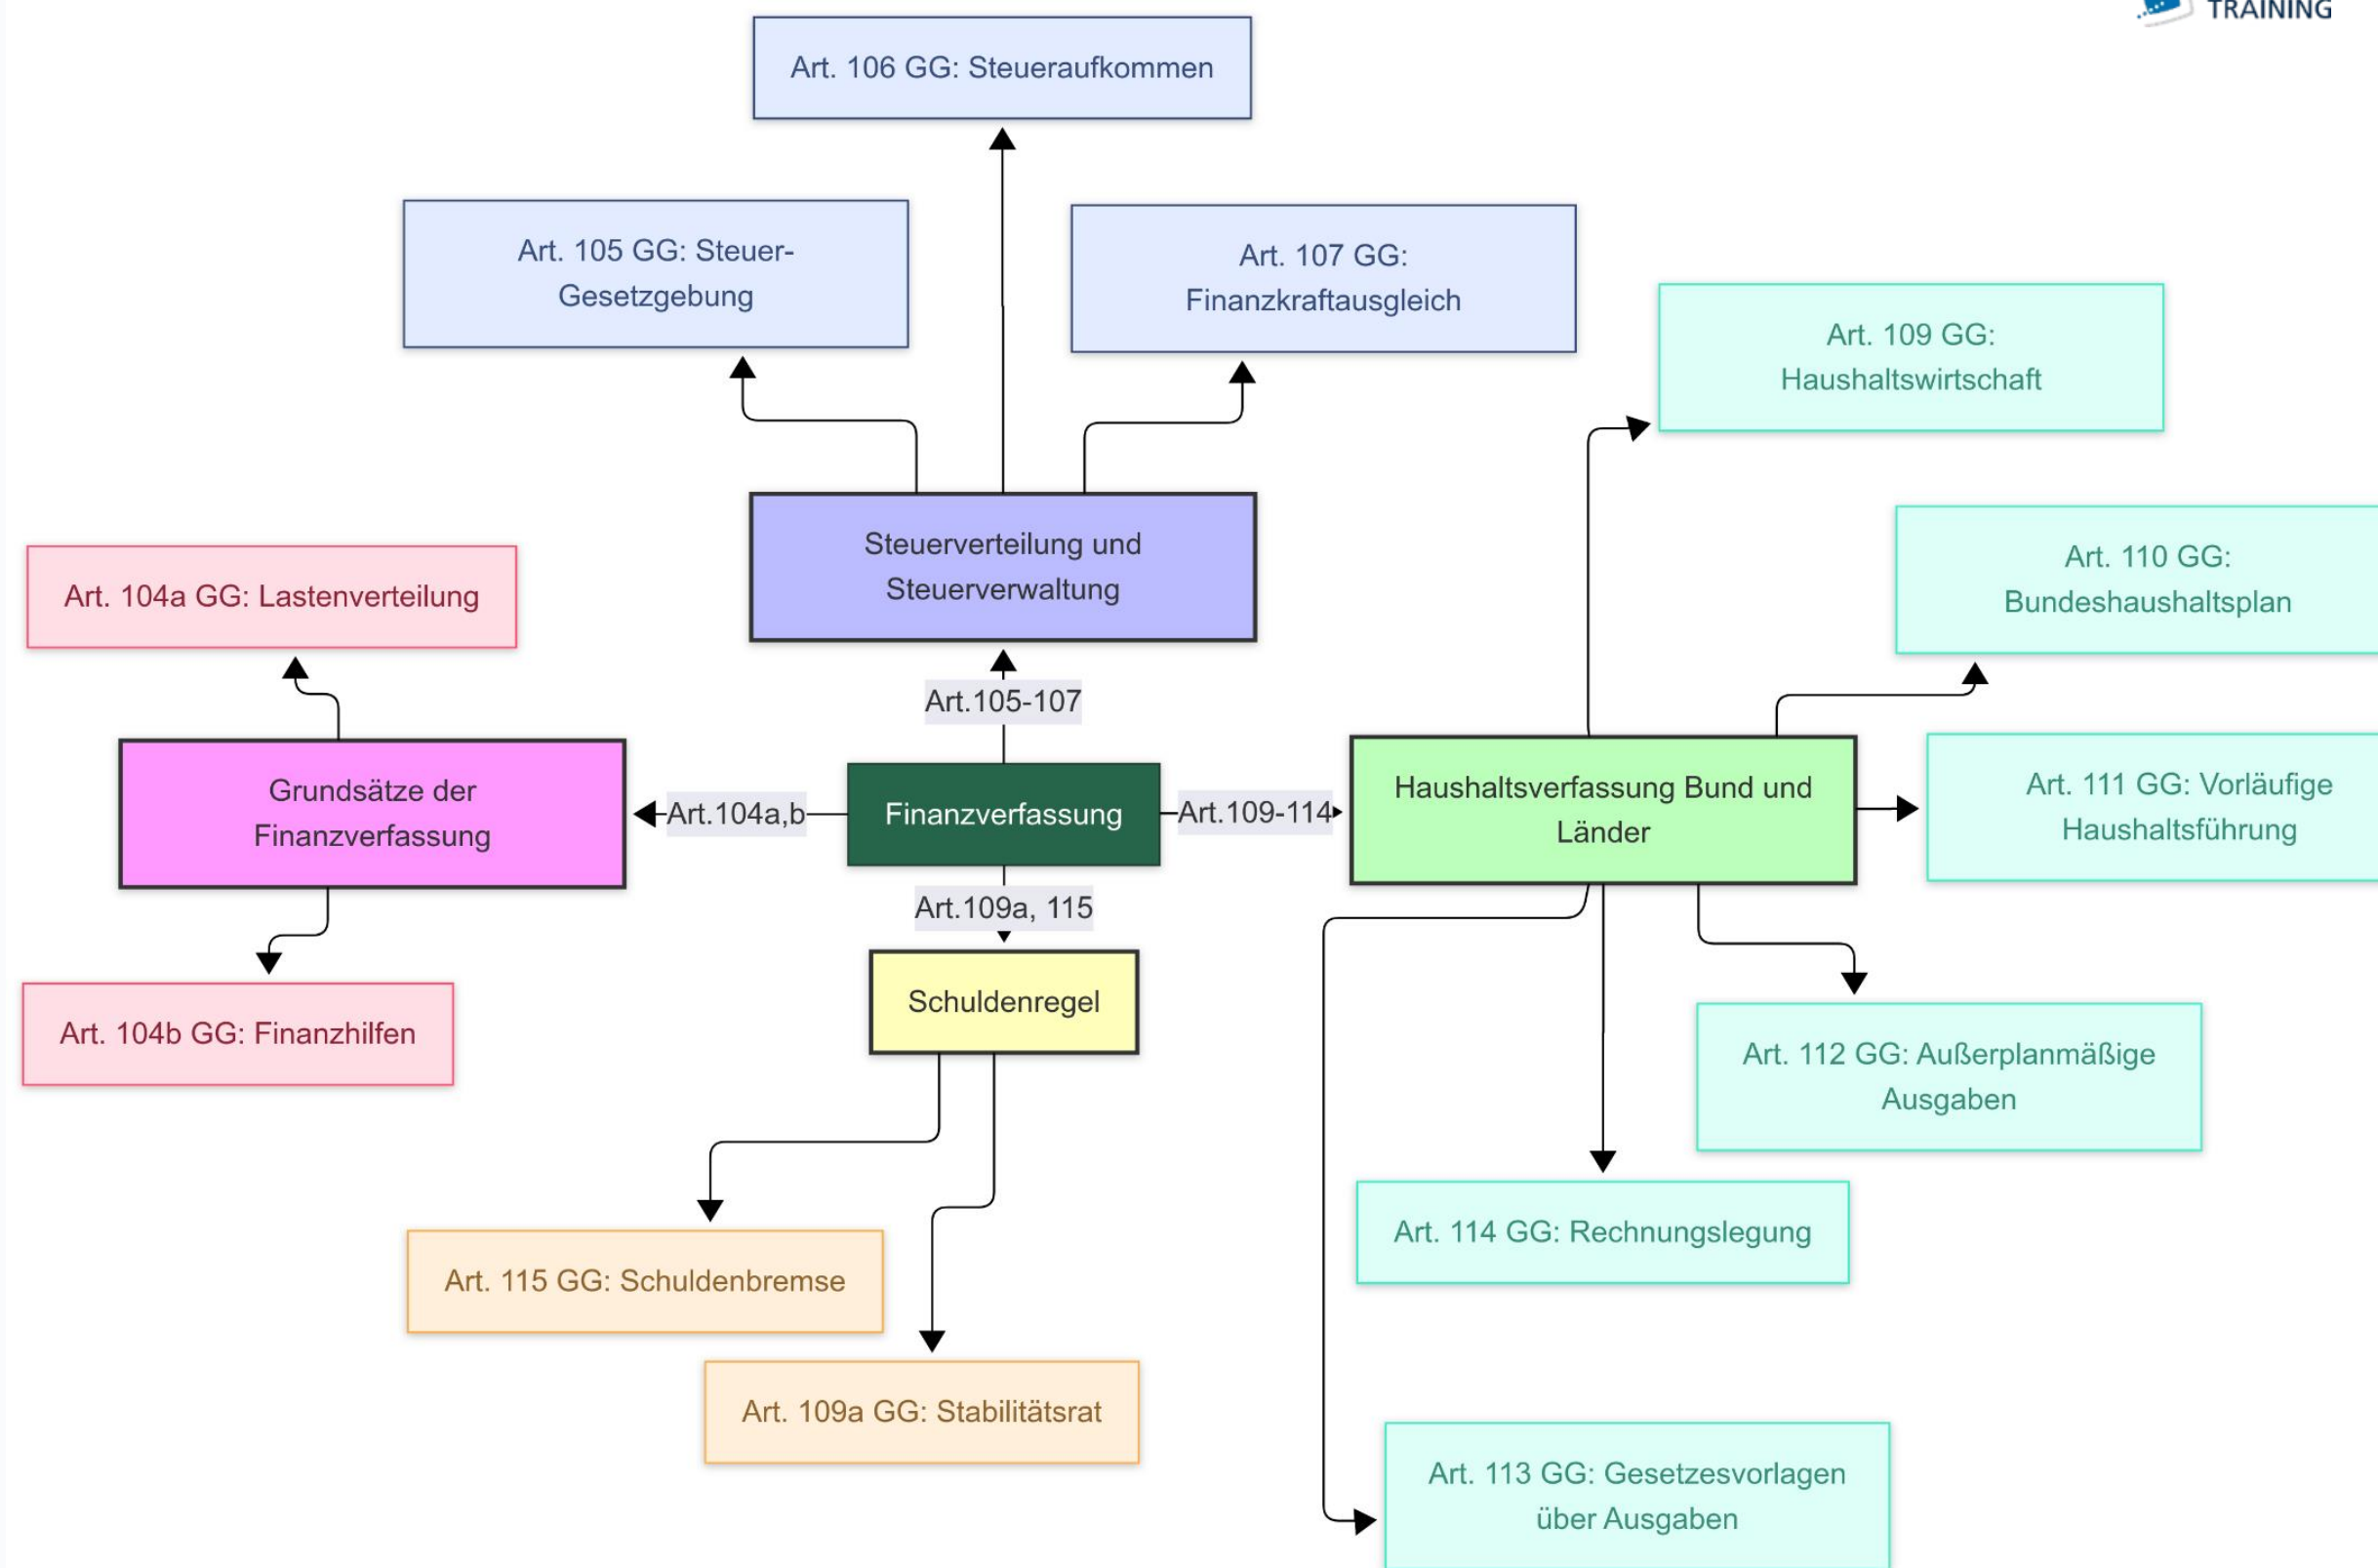 TRAINING
Art. 106 GG: Steueraufkommen
Art. 105 GG: Steuer-
Gesetzgebung
Art. 107 GG:
Finanzkraftausgleich
Art. 109 GG:
Haushaltswirtschaft
Steuerverteilung und
Steuerverwaltung
Art. 110 GG:
Bundeshaushaltsplan
Art. 104a GG: Lastenverteilung
Art.105-107
Grundsätze der
Finanzverfassung
Art.104a,b
Finanzverfassung
Art.109-114
Haushaltsverfassung Bund und
Länder
Art. 111 GG: Vorläufige
Haushaltsführung
Art.109a, 115
Schuldenregel
Art. 104b GG: Finanzhilfen
Art. 112 GG: Außerplanmäßige
Ausgaben
Art. 114 GG: Rechnungslegung
Art. 115 GG: Schuldenbremse
Art. 109a GG: Stabilitätsrat
Art. 113 GG: Gesetzesvorlagen
über Ausgaben